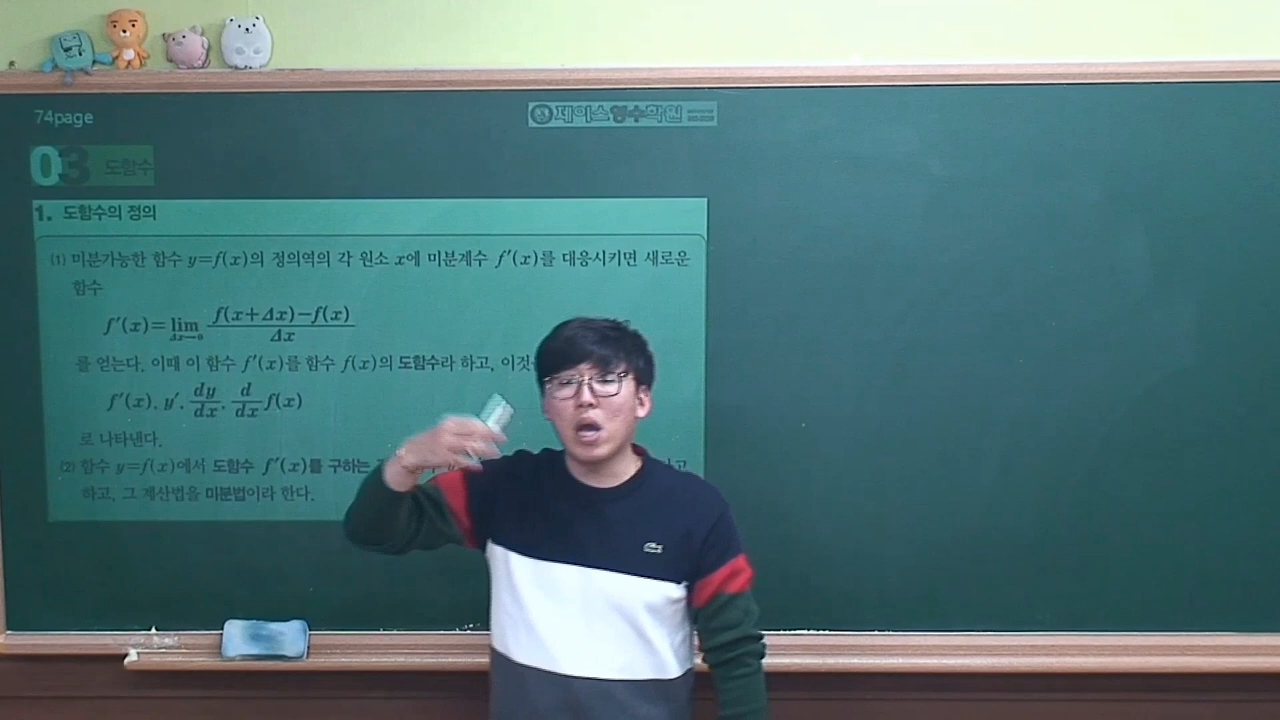 74page
제이스영수학원
03 도함수
1. 도함수의 정의
(1) 미분가능한 함수 y=f(x)의 정의역의 각 원소 x에 미분계수 f′(x)를 대응시키면 새로운
함수
f′(x)=lim Δx→0 f(x+Δx)−f(x) / Δx
를 얻는다. 이때 이 함수 f′(x)를 함수 f(x)의 도함수라 하고, 이것
f′(x), y′, dy/dx, d/dx f(x)
로 나타낸다.
(2) 함수 y=f(x)에서 도함수 f′(x)를 구하는
하고, 그 계산법을 미분법이라 한다.